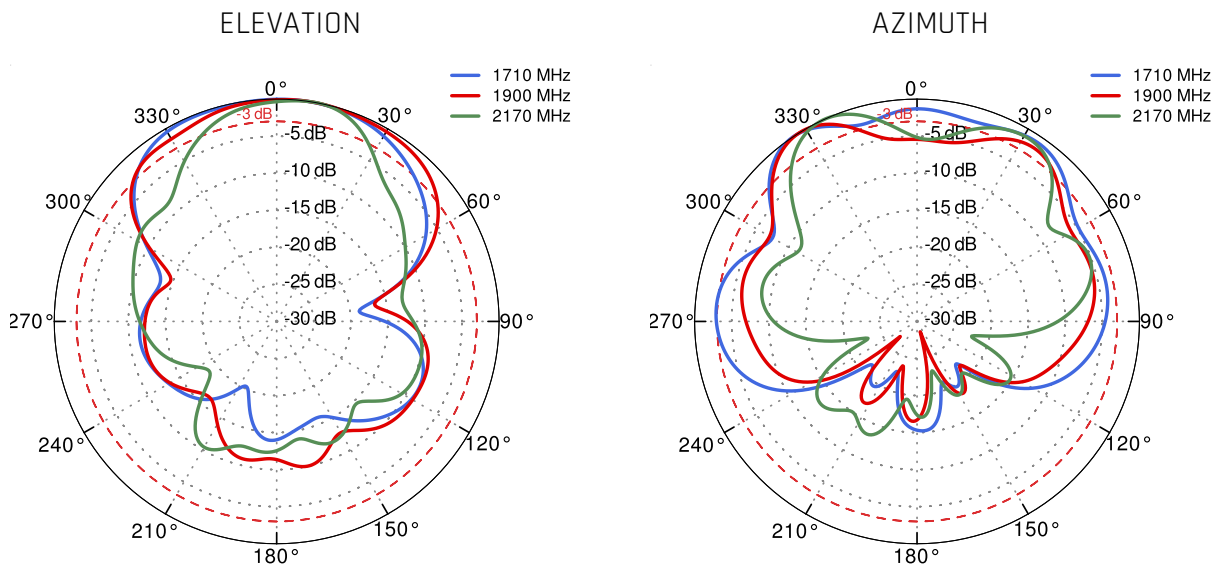 ELEVATION
1710 MHz
1900 MHz
2170 MHz
0°
330°
30°
-3 dB
-5 dB
-10 dB
300°
60°
-15 dB
-20 dB
-25 dB
270°
-30 dB
90°
240°
120°
210°
150°
180°
AZIMUTH
1710 MHz
1900 MHz
2170 MHz
0°
330°
30°
-3 dB
-5 dB
-10 dB
300°
60°
-15 dB
-20 dB
-25 dB
270°
-30 dB
90°
240°
120°
210°
150°
180°